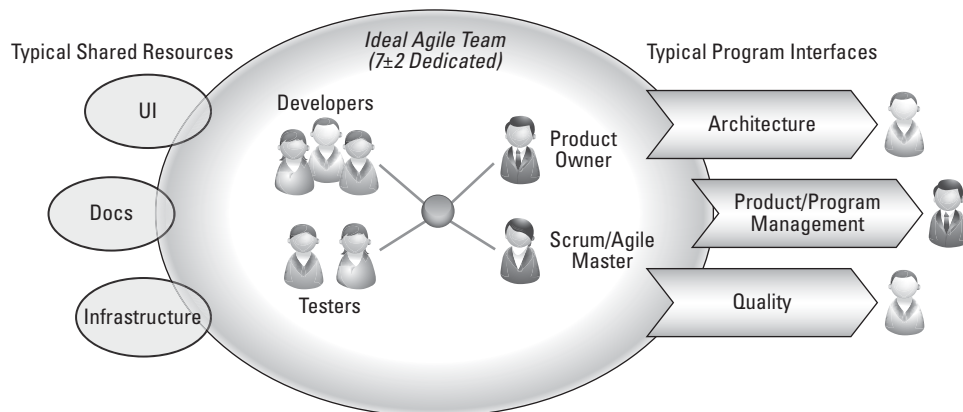 Typical Shared Resources
UI
Docs
Infrastructure
Ideal Agile Team
(7±2 Dedicated)
Developers
Testers
Product
Owner
Scrum/Agile
Master
Typical Program Interfaces
Architecture
Product/Program
Management
Quality